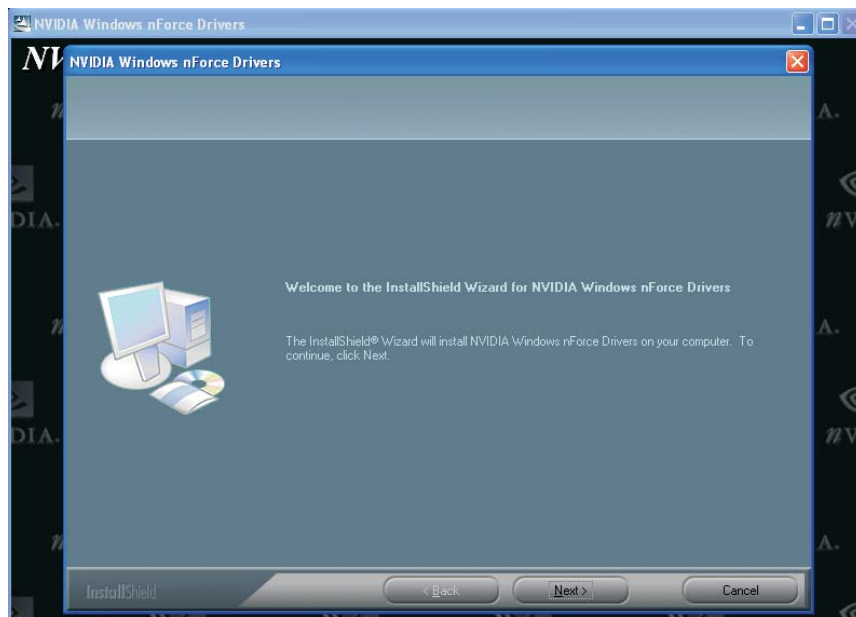 NVIDIA Windows nForce Drivers
NVIDIA Windows nForce Drivers
Welcome to the InstallShield Wizard for NVIDIA Windows nForce Drivers
The InstallShield® Wizard will install NVIDIA Windows nForce Drivers on your computer. To
continue, click Next.
InstallShield
< Back
Next >
Cancel